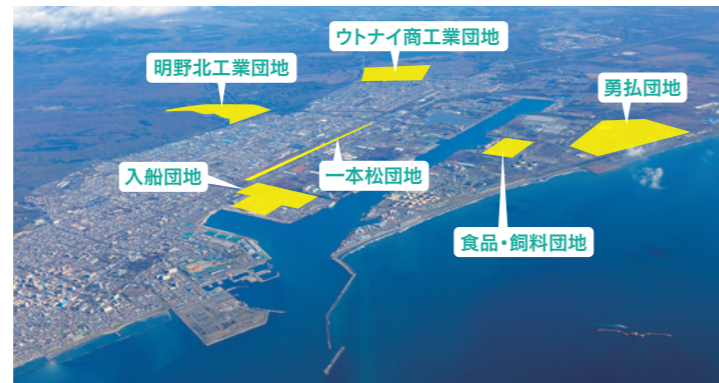 ウトナイ商工業団地
明野北工業団地
勇払団地
入船団地
一本松団地
食品・飼料団地